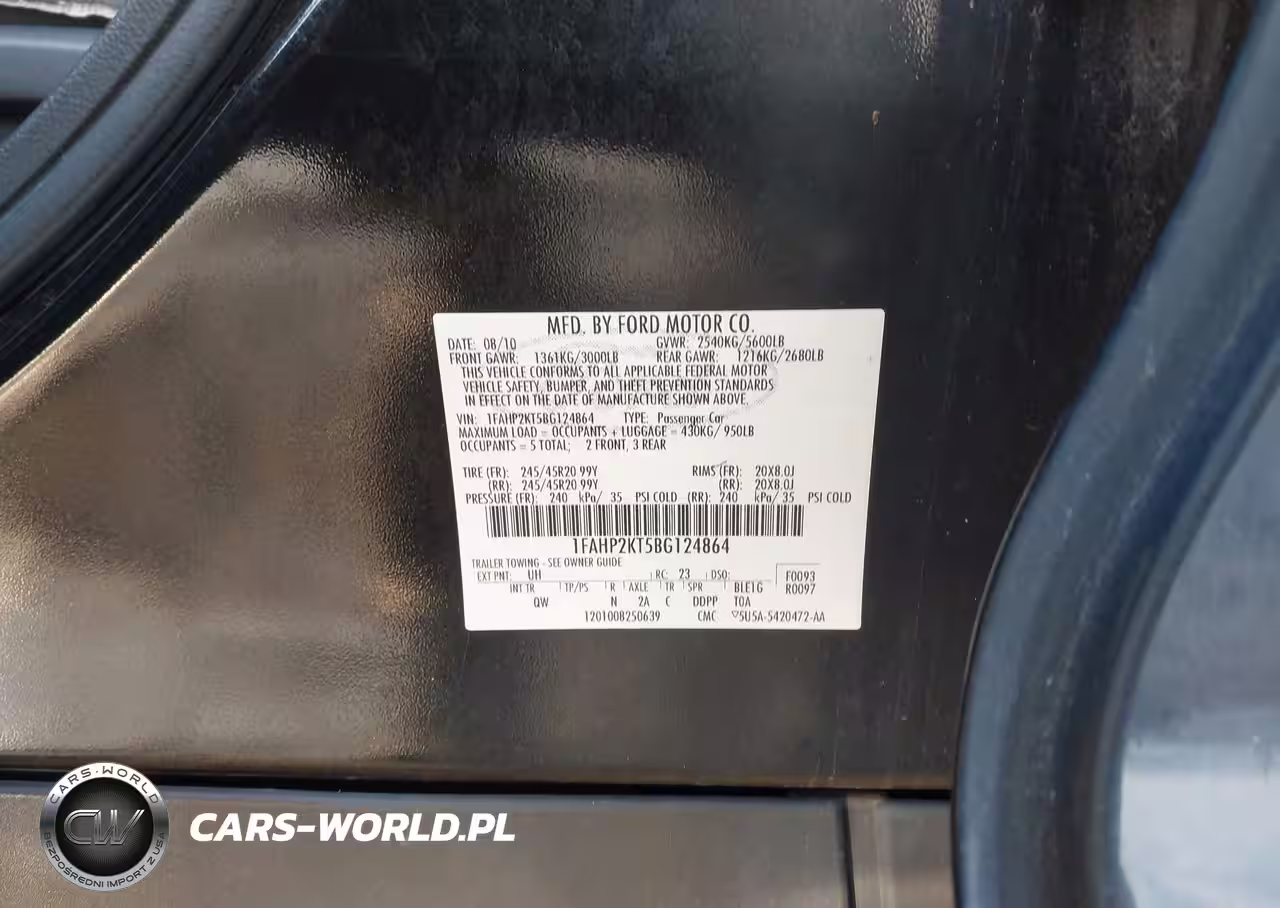 MFD. BY FORD MOTOR CO.
DATE: 08/10 GVWR: 2540KG/5600LB
FRONT GAWR: 1361KG/3000LB REAR GAWR: 1216KG/2680LB
THIS VEHICLE CONFORMS TO ALL APPLICABLE FEDERAL MOTOR
VEHICLE SAFETY, BUMPER, AND THEFT PREVENTION STANDARDS
IN EFFECT ON THE DATE OF MANUFACTURE SHOWN ABOVE.
VIN: 1FAHP2KT5BG124864 TYPE: Passenger Car
MAXIMUM LOAD = OCCUPANTS + LUGGAGE = 430KG/950LB
OCCUPANTS = 5 TOTAL; 2 FRONT, 3 REAR
TIRE (FR): 245/45R20 99Y RIMS (FR): 20X8.0J
(RR): 245/45R20 99Y (RR): 20X8.0J
PRESSURE (FR): 240 kPa/ 35 PSI COLD (RR): 240 kPa/ 35 PSI COLD
1FAHP2KT5BG124864
TRAILER TOWING - SEE OWNER GUIDE
EXT PNT: UH RC: 23 DSO: F0093
INT TR TP/PS R AXLE TR SPR BLE1G R0097
QW N 2A C DDPP TOA
1201008250639 CMC 5U5A-5420472-AA
CARS-WORLD
CW
BEZPOŚREDNI IMPORT Z USA
CARS-WORLD.PL